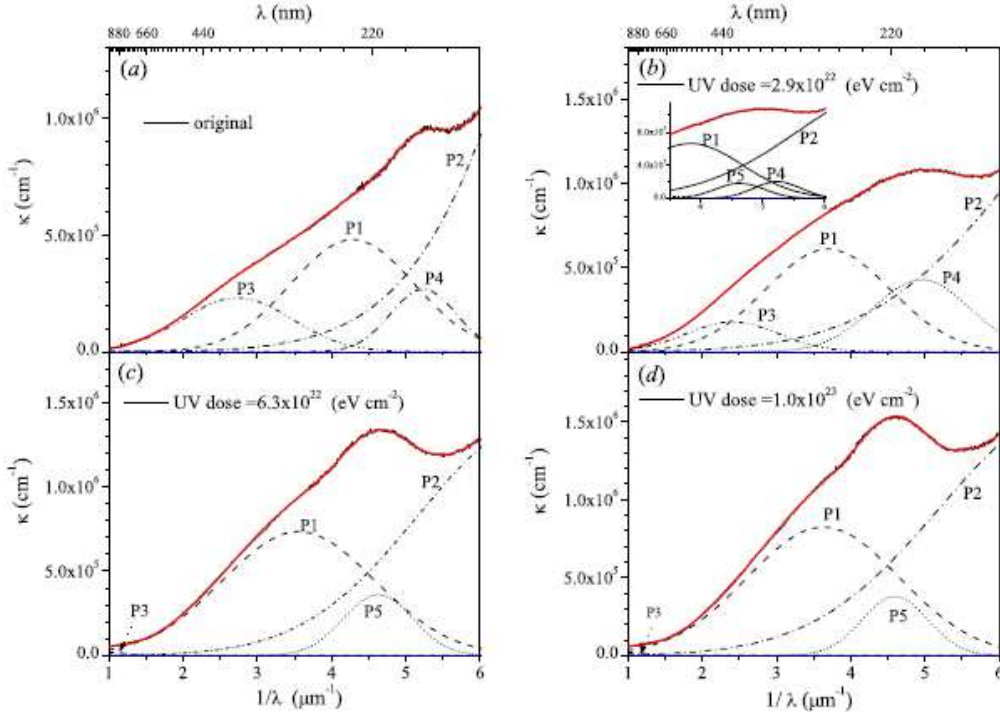 λ (nm)
880 660 440 220
(a)
original
κ (cm⁻¹)
1.0x10⁶
5.0x10⁵
0.0
P1
P2
P3
P4
λ (nm)
880 660 440 220
(b)
UV dose =2.9x10²² (eV cm⁻²)
κ (cm⁻¹)
1.5x10⁶
1.0x10⁶
5.0x10⁵
0.0
P1
P2
P5
P4
4.0x10⁵
0.0
4 5 6
P1
P2
P3
P4
(c)
UV dose =6.3x10²² (eV cm⁻²)
κ (cm⁻¹)
1.5x10⁶
1.0x10⁶
5.0x10⁵
0.0
P1
P2
P3
P5
1 2 3 4 5 6
1/λ (μm⁻¹)
(d)
UV dose =1.0x10²³ (eV cm⁻²)
κ (cm⁻¹)
1.5x10⁶
1.0x10⁶
5.0x10⁵
0.0
P1
P2
P3
P5
1 2 3 4 5 6
1/ λ (μm⁻¹)